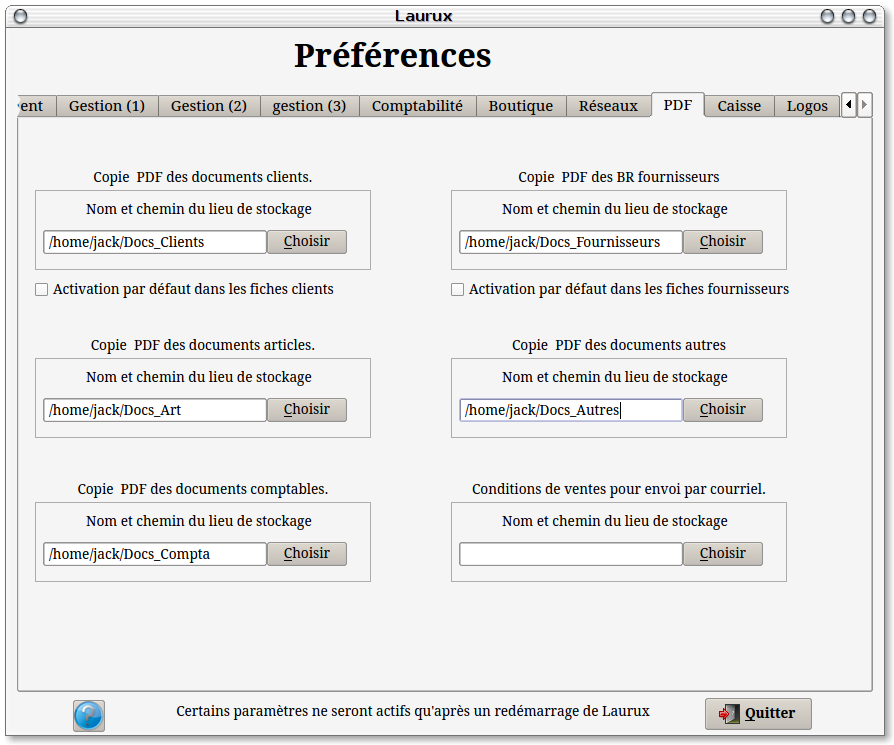 Laurux
Préférences
ent Gestion (1) Gestion (2) gestion (3) Comptabilité Boutique Réseaux PDF Caisse Logos
Copie PDF des documents clients.
Nom et chemin du lieu de stockage
/home/jack/Docs_Clients Choisir
Activation par défaut dans les fiches clients
Copie PDF des BR fournisseurs
Nom et chemin du lieu de stockage
/home/jack/Docs_Fournisseurs Choisir
Activation par défaut dans les fiches fournisseurs
Copie PDF des documents articles.
Nom et chemin du lieu de stockage
/home/jack/Docs_Art Choisir
Copie PDF des documents autres
Nom et chemin du lieu de stockage
/home/jack/Docs_Autres Choisir
Copie PDF des documents comptables.
Nom et chemin du lieu de stockage
/home/jack/Docs_Compta Choisir
Conditions de ventes pour envoi par courriel.
Nom et chemin du lieu de stockage
Choisir
? Certains paramètres ne seront actifs qu'après un redémarrage de Laurux Quitter